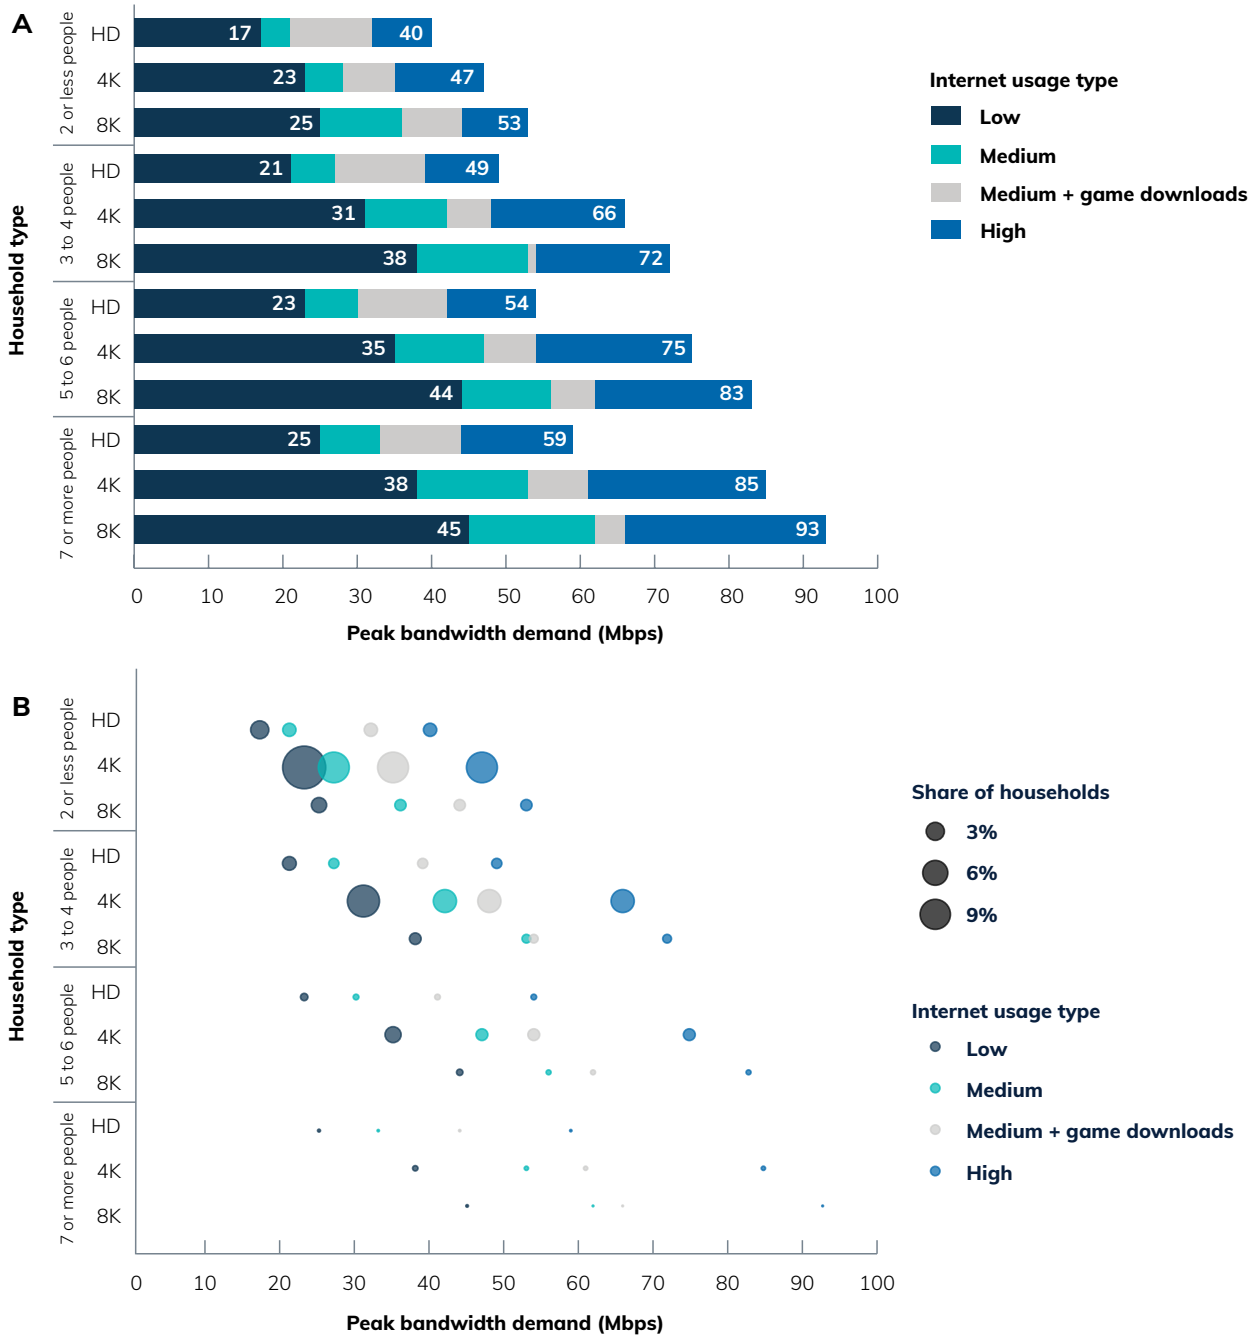 A
Household type
2 or less people
HD
17
40
4K
23
47
8K
25
53
3 to 4 people
HD
21
49
4K
31
66
8K
38
72
5 to 6 people
HD
23
54
4K
35
75
8K
44
83
7 or more people
HD
25
59
4K
38
85
8K
45
93
0 10 20 30 40 50 60 70 80 90 100
Peak bandwidth demand (Mbps)
Internet usage type
Low
Medium
Medium + game downloads
High
B
Household type
2 or less people
HD
4K
8K
3 to 4 people
HD
4K
8K
5 to 6 people
HD
4K
8K
7 or more people
HD
4K
8K
0 10 20 30 40 50 60 70 80 90 100
Peak bandwidth demand (Mbps)
Share of households
3%
6%
9%
Internet usage type
Low
Medium
Medium + game downloads
High